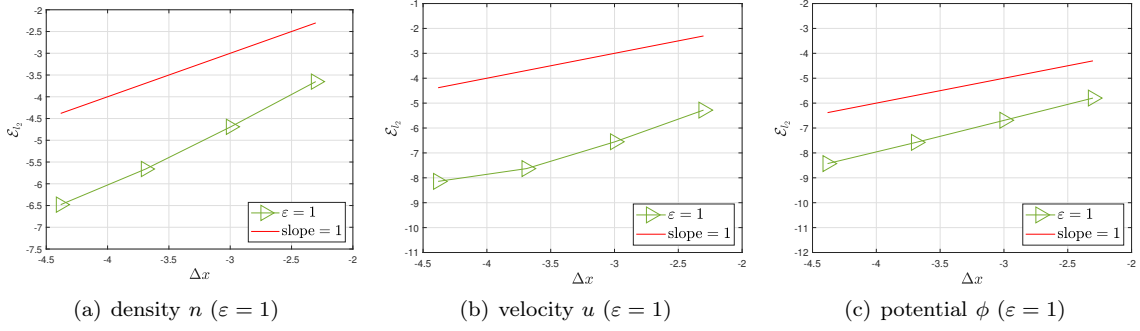 -2
-2.5
-3
-3.5
-4
-4.5
-5
-5.5
-6
-6.5
-7
-7.5
-4.5 -4 -3.5 -3 -2.5 -2
Δx
ℰ_{l_2}
ε = 1
slope = 1
(a) density n (ε = 1)
-1
-2
-3
-4
-5
-6
-7
-8
-9
-10
-11
-4.5 -4 -3.5 -3 -2.5 -2
Δx
ℰ_{l_2}
ε = 1
slope = 1
(b) velocity u (ε = 1)
-2
-3
-4
-5
-6
-7
-8
-9
-10
-11
-12
-4.5 -4 -3.5 -3 -2.5 -2
Δx
ℰ_{l_2}
ε = 1
slope = 1
(c) potential ϕ (ε = 1)